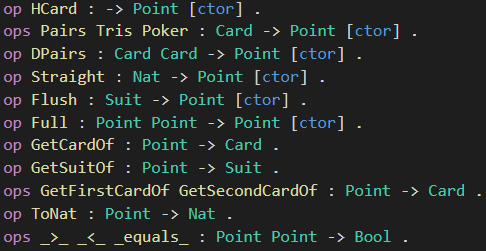 op HCard : -> Point [ctor] .
ops Pairs Tris Poker : Card -> Point [ctor] .
op DPairs : Card Card -> Point [ctor] .
op Straight : Nat -> Point [ctor] .
op Flush : Suit -> Point [ctor] .
op Full : Point Point -> Point [ctor] .
op GetCardOf : Point -> Card .
op GetSuitOf : Point -> Suit .
ops GetFirstCardOf GetSecondCardOf : Point -> Card .
op ToNat : Point -> Nat .
ops _>_ _<_ _equals_ : Point Point -> Bool .